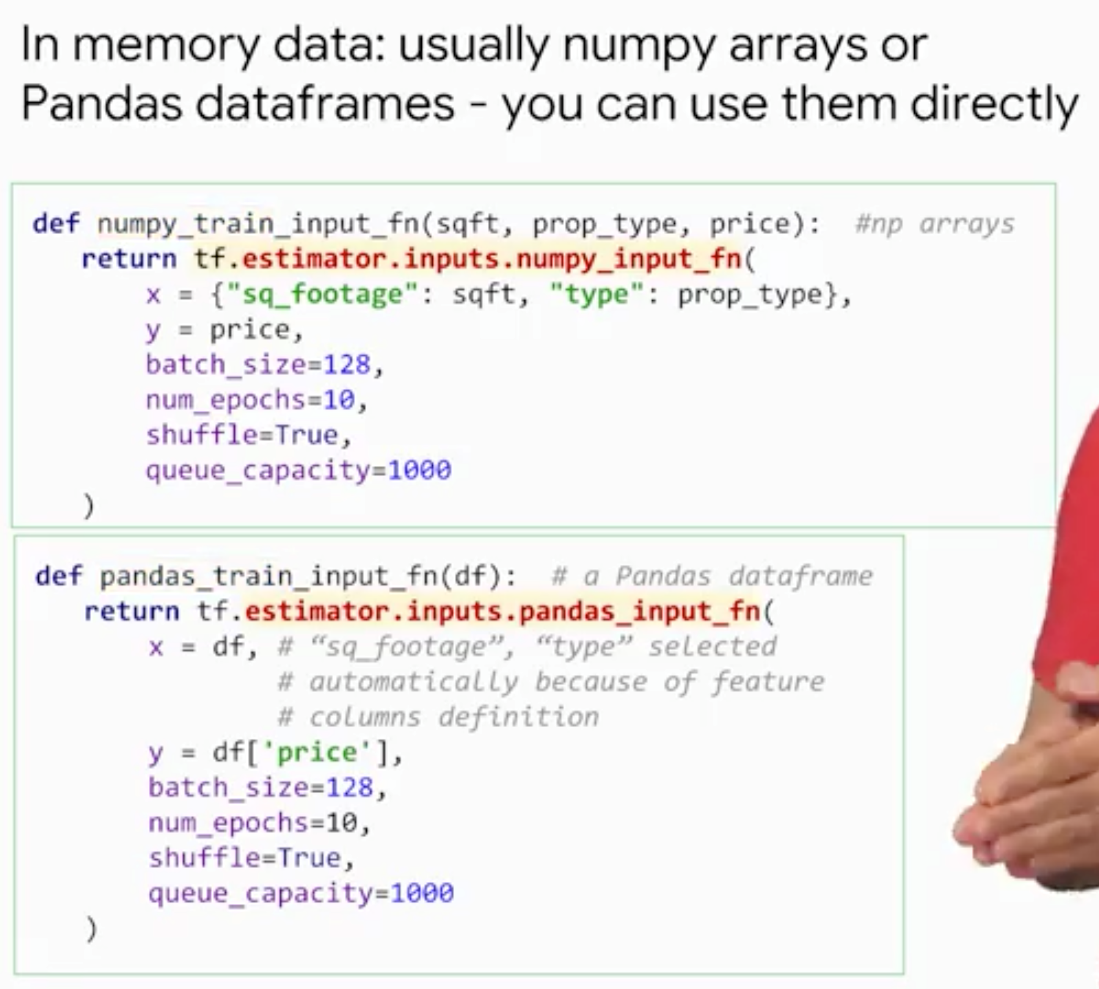 In memory data: usually numpy arrays or
Pandas dataframes - you can use them directly
def numpy_train_input_fn(sqft, prop_type, price):  #np arrays
   return tf.estimator.inputs.numpy_input_fn(
       x = {"sq_footage": sqft, "type": prop_type},
       y = price,
       batch_size=128,
       num_epochs=10,
       shuffle=True,
       queue_capacity=1000
   )
def pandas_train_input_fn(df):  # a Pandas dataframe
   return tf.estimator.inputs.pandas_input_fn(
       x = df, # “sq_footage”, “type” selected
               # automatically because of feature
               # columns definition
       y = df['price'],
       batch_size=128,
       num_epochs=10,
       shuffle=True,
       queue_capacity=1000
   )